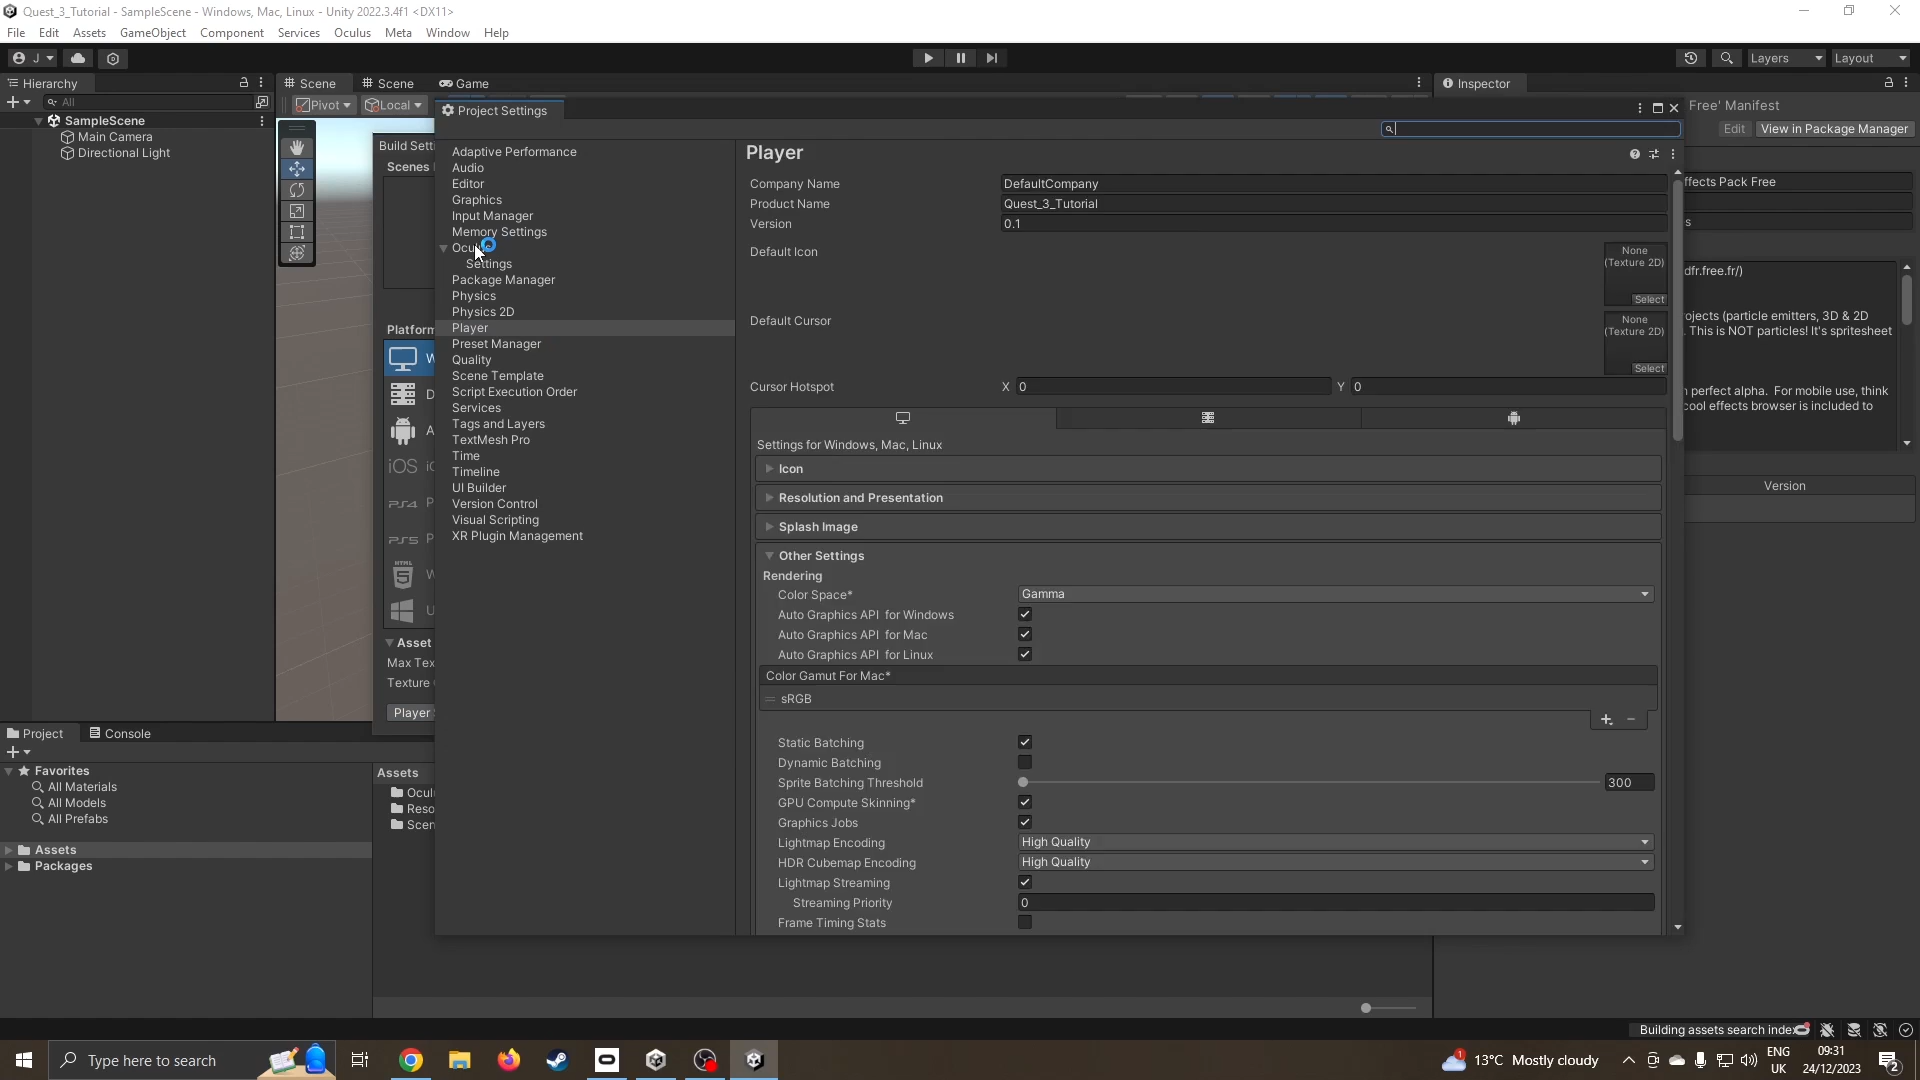 Quest_3_Tutorial - SampleScene - Windows, Mac, Linux - Unity 2022.3.4f1 <DX11>
File Edit Assets GameObject Component Services Oculus Meta Window Help
J Layers Layout
Hierarchy Scene Scene Game Inspector
All Pivot Local Project Settings Free' Manifest
SampleScene
Main Camera
Directional Light
Edit View in Package Manager
Build Setti
Scenes
Platform
Asset
Max Tex
Texture
Player
Adaptive Performance
Audio
Editor
Graphics
Input Manager
Memory Settings
Settings
Package Manager
Physics
Physics 2D
Player
Preset Manager
Quality
Scene Template
Script Execution Order
Services
Tags and Layers
TextMesh Pro
Time
Timeline
UI Builder
Version Control
Visual Scripting
XR Plugin Management
Player
Company Name DefaultCompany
Product Name Quest_3_Tutorial
Version 0.1
Default Icon None
(Texture 2D)
Select
Default Cursor None
(Texture 2D)
Select
Cursor Hotspot X 0 Y 0
Settings for Windows, Mac, Linux
Icon
Resolution and Presentation
Splash Image
Other Settings
Rendering
Color Space* Gamma
Auto Graphics API for Windows
Auto Graphics API for Mac
Auto Graphics API for Linux
Color Gamut For Mac*
sRGB
Static Batching
Dynamic Batching
Sprite Batching Threshold 300
GPU Compute Skinning*
Graphics Jobs
Lightmap Encoding High Quality
HDR Cubemap Encoding High Quality
Lightmap Streaming
Streaming Priority 0
Frame Timing Stats
ffects Pack Free
s
dfr.free.fr/)
ojects (particle emitters, 3D & 2D
. This is NOT particles! It's spritesheet
perfect alpha. For mobile use, think
cool effects browser is included to
Version
Project Console
Favorites
All Materials
All Models
All Prefabs
Assets
Packages
Assets
Ocul
Reso
Scen
Building assets search index
Type here to search
13°C Mostly cloudy
ENG
UK
09:31
24/12/2023
2